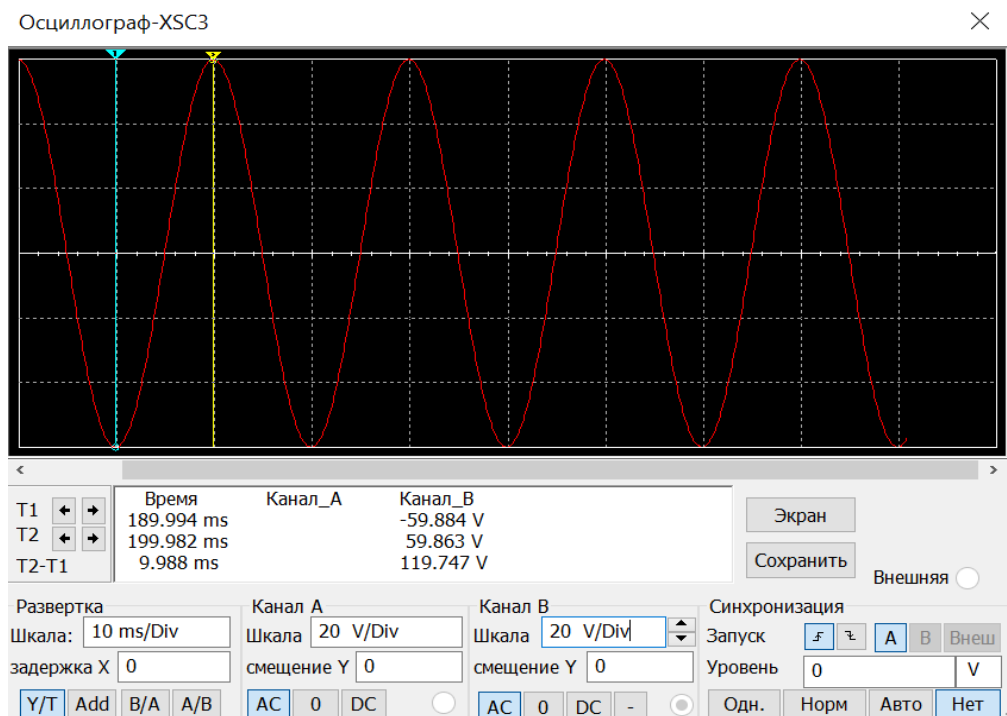 Осциллограф-XSC3
1 2
T1 Время Канал_A Канал_B
189.994 ms -59.884 V
T2 199.982 ms 59.863 V
T2-T1 9.988 ms 119.747 V
Экран
Сохранить
Внешняя
Развертка Канал A Канал B Синхронизация
Шкала: 10 ms/Div Шкала 20 V/Div Шкала 20 V/Div Запуск A B Внеш
задержка X 0 смещение Y 0 смещение Y 0 Уровень 0 V
Y/T Add B/A A/B AC 0 DC AC 0 DC - Одн. Норм Авто Нет